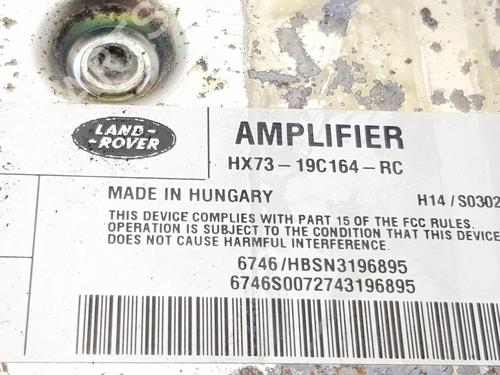 LAND-
-ROVER
AMPLIFIER
HX73-19C164-RC
MADE IN HUNGARY
H14/S0302
THIS DEVICE COMPLIES WITH PART 15 OF THE FCC RULES.
OPERATION IS SUBJECT TO THE CONDITION THAT THIS DEVICE
DOES NOT CAUSE HARMFUL INTERFERENCE.
6746/HBSN3196895
6746S0072743196895